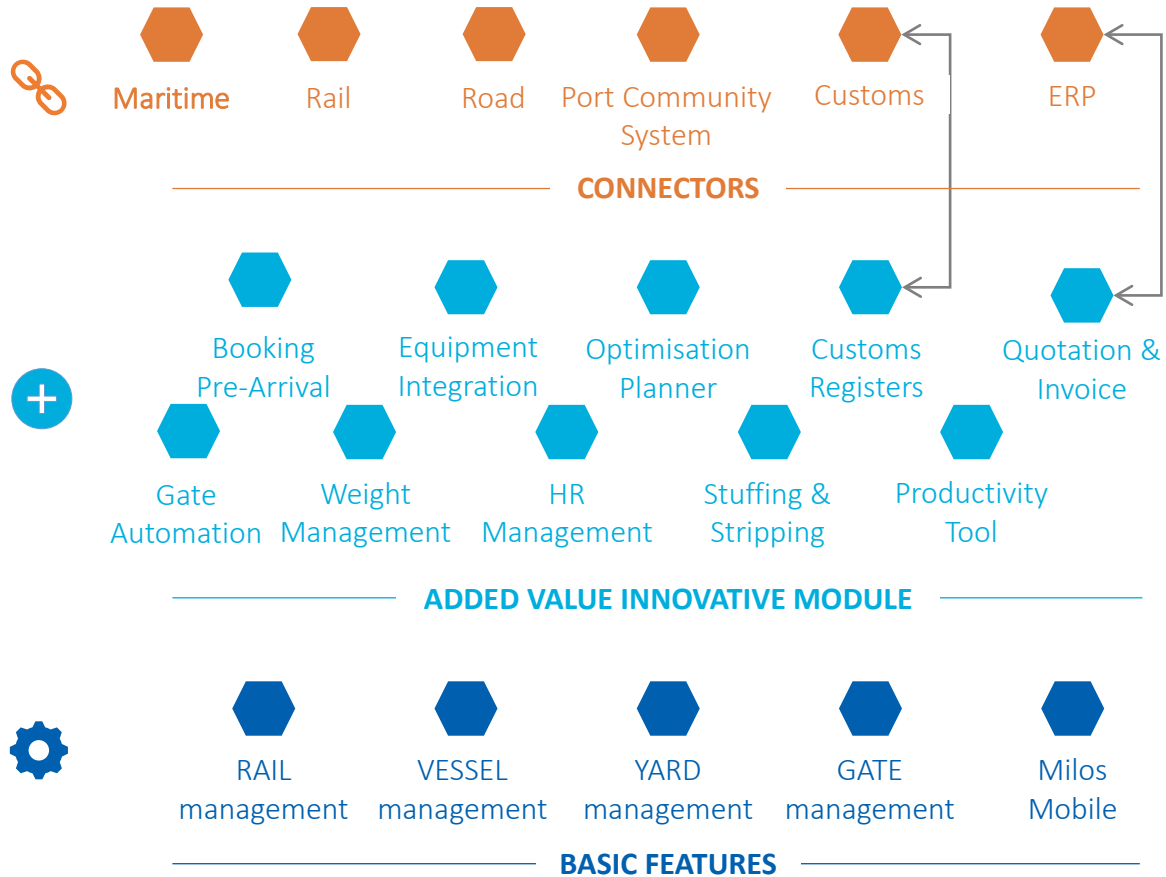 Maritime
Rail
Road
Port Community
System
Customs
ERP
CONNECTORS
Booking
Pre-Arrival
Equipment
Integration
Optimisation
Planner
Customs
Registers
Quotation &
Invoice
Gate
Automation
Weight
Management
HR
Management
Stuffing &
Stripping
Productivity
Tool
ADDED VALUE INNOVATIVE MODULE
RAIL
management
VESSEL
management
YARD
management
GATE
management
Milos
Mobile
BASIC FEATURES